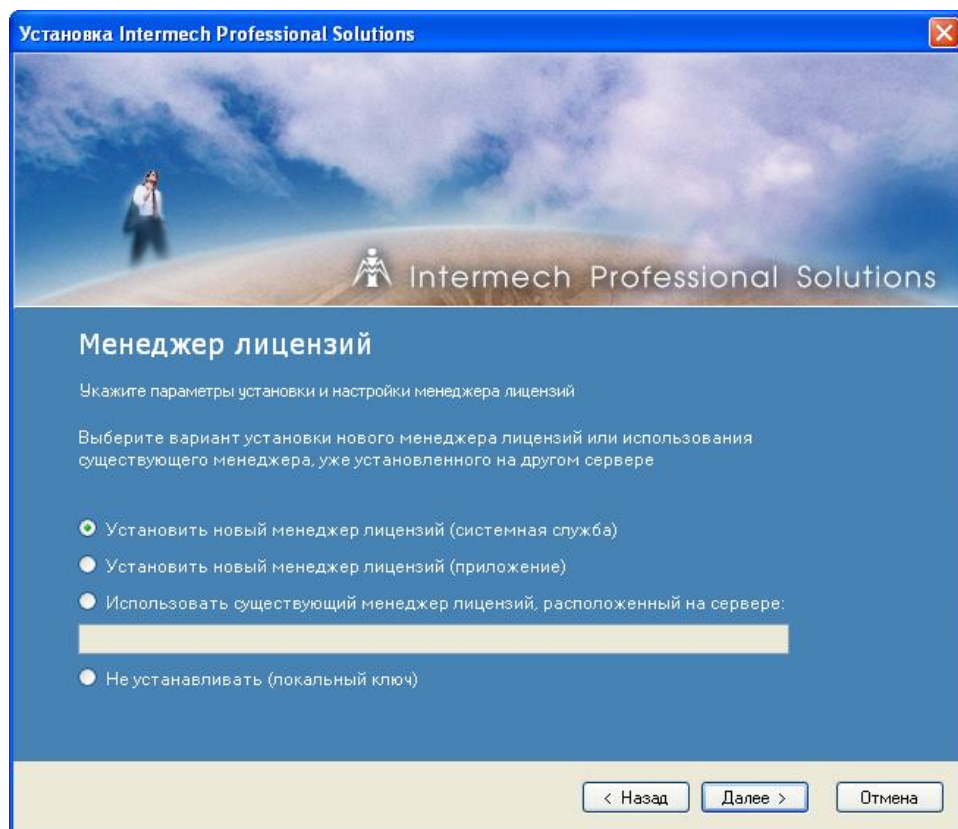 Установка Intermech Professional Solutions
Intermech Professional Solutions
Менеджер лицензий
Укажите параметры установки и настройки менеджера лицензий
Выберите вариант установки нового менеджера лицензий или использования
существующего менеджера, уже установленного на другом сервере
Установить новый менеджер лицензий (системная служба)
Установить новый менеджер лицензий (приложение)
Использовать существующий менеджер лицензий, расположенный на сервере:
Не устанавливать (локальный ключ)
< Назад Далее > Отмена